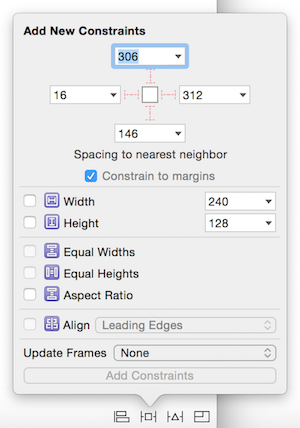 Add New Constraints
306
16
312
146
Spacing to nearest neighbor
Constrain to margins
Width 240
Height 128
Equal Widths
Equal Heights
Aspect Ratio
Align Leading Edges
Update Frames None
Add Constraints